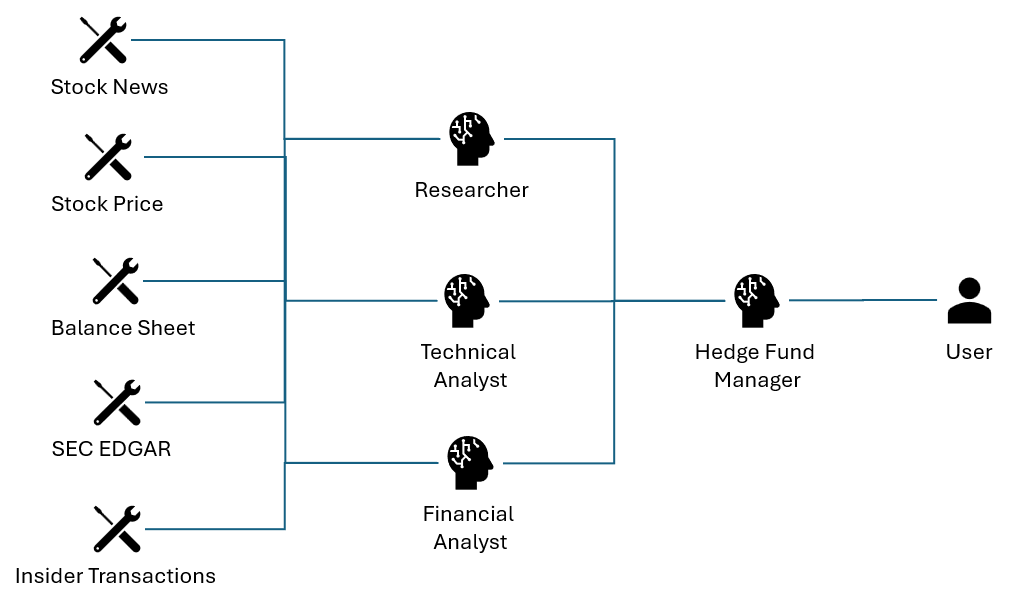 Stock News
Stock Price
Balance Sheet
SEC EDGAR
Insider Transactions
Researcher
Technical
Analyst
Financial
Analyst
Hedge Fund
Manager
User